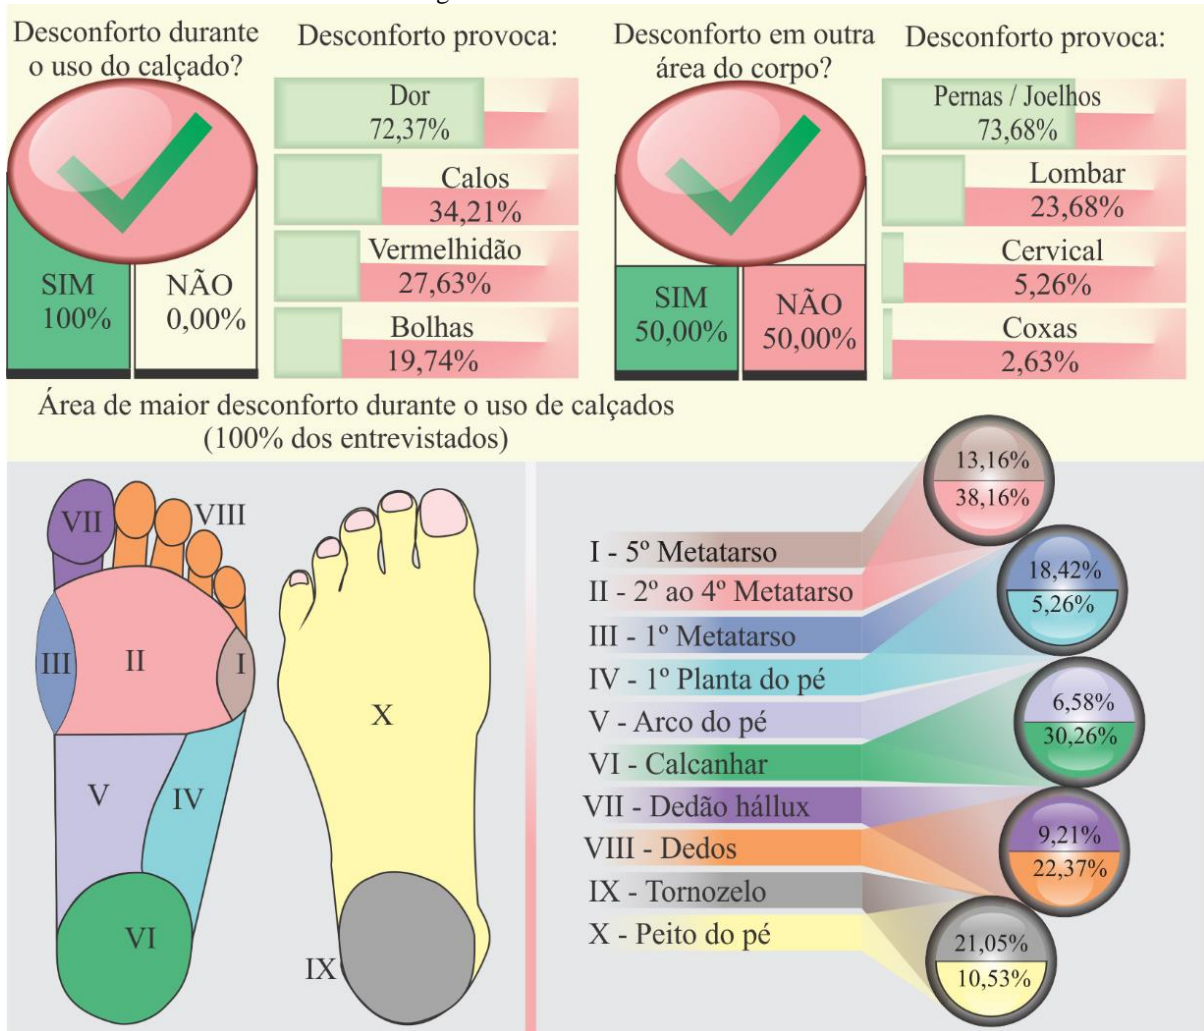 Desconforto durante
o uso do calçado?
SIM
100%
NÃO
0,00%
Desconforto provoca:
Dor
72,37%
Calos
34,21%
Vermelhidão
27,63%
Bolhas
19,74%
Desconforto em outra
área do corpo?
SIM
50,00%
NÃO
50,00%
Desconforto provoca:
Pernas / Joelhos
73,68%
Lombar
23,68%
Cervical
5,26%
Coxas
2,63%
Área de maior desconforto durante o uso de calçados
(100% dos entrevistados)
VII
VIII
III
II
I
V
IV
VI
X
IX
I - 5º Metatarso
II - 2º ao 4º Metatarso
III - 1º Metatarso
IV - 1º Planta do pé
V - Arco do pé
VI - Calcanhar
VII - Dedão hállux
VIII - Dedos
IX - Tornozelo
X - Peito do pé
13,16%
38,16%
18,42%
5,26%
6,58%
30,26%
9,21%
22,37%
21,05%
10,53%